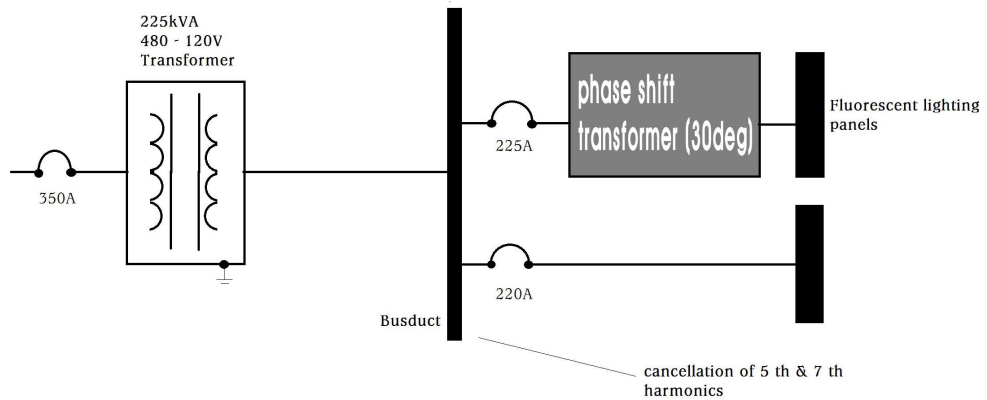 225kVA
480 - 120V
Transformer
350A
225A
phase shift
transformer (30deg)
Fluorescent lighting
panels
220A
Busduct
cancellation of 5 th & 7 th
harmonics